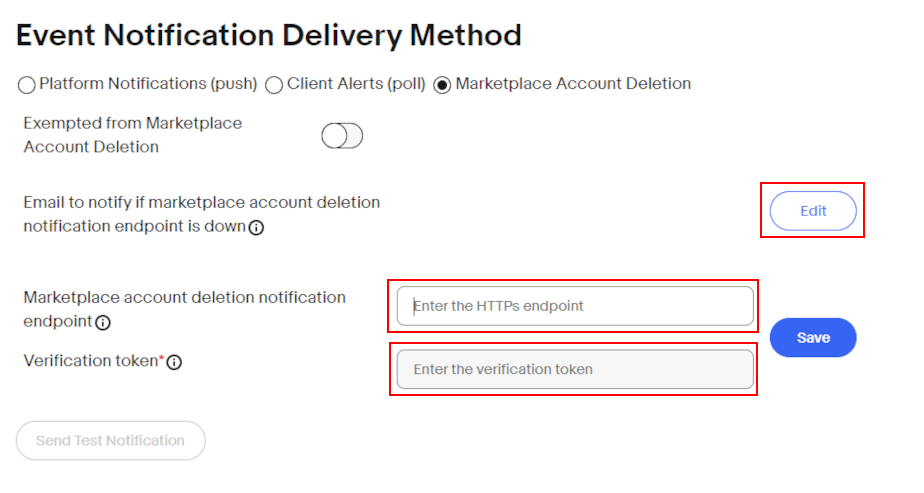 Event Notification Delivery Method
Platform Notifications (push) Client Alerts (poll) Marketplace Account Deletion
Exempted from Marketplace
Account Deletion
Email to notify if marketplace account deletion
notification endpoint is down
Edit
Marketplace account deletion notification
endpoint
Enter the HTTPs endpoint
Save
Verification token*
Enter the verification token
Send Test Notification